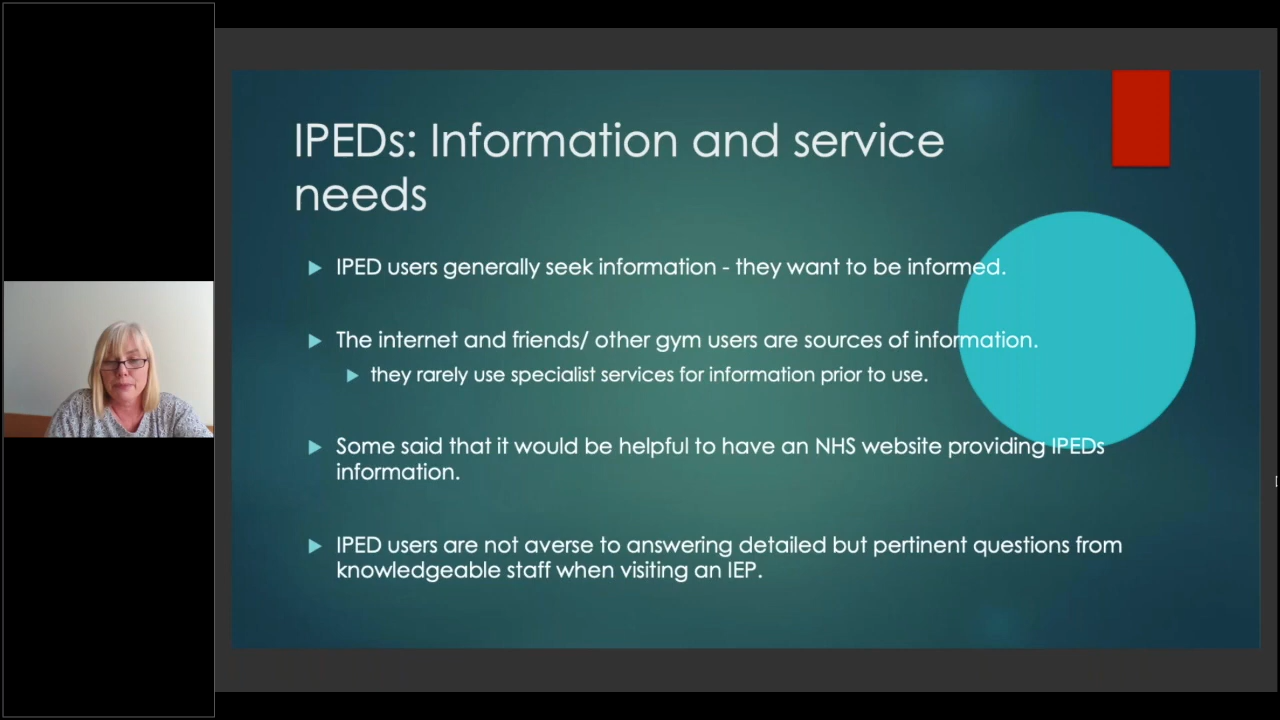 IPEDs: Information and service
needs
IPED users generally seek information - they want to be informed.
The internet and friends/ other gym users are sources of information.
they rarely use specialist services for information prior to use.
Some said that it would be helpful to have an NHS website providing IPEDs
information.
IPED users are not averse to answering detailed but pertinent questions from
knowledgeable staff when visiting an IEP.